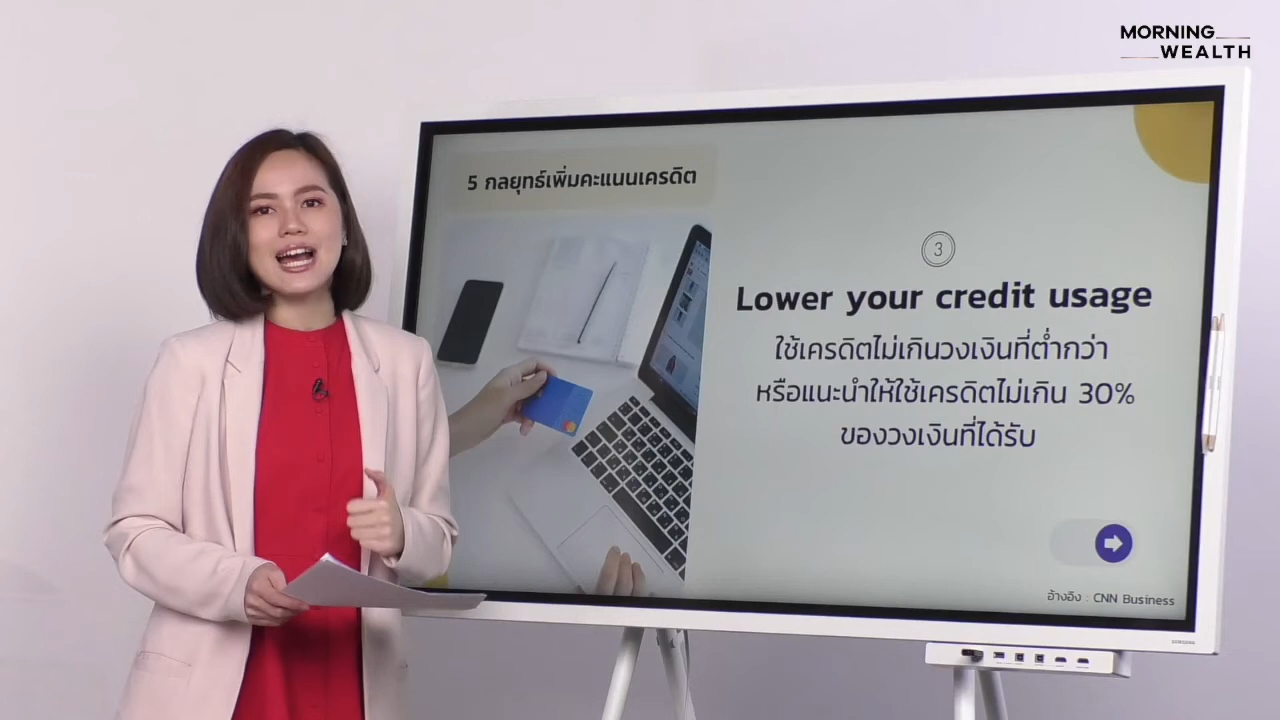 MORNING
WEALTH
5 กลยุทธ์เพิ่มคะแนนเครดิต
3
Lower your credit usage
ใช้เครดิตไม่เกินวงเงินที่ต่ำกว่า
หรือแนะนำให้ใช้เครดิตไม่เกิน 30%
ของวงเงินที่ได้รับ
อ้างอิง : CNN Business
SAMSUNG